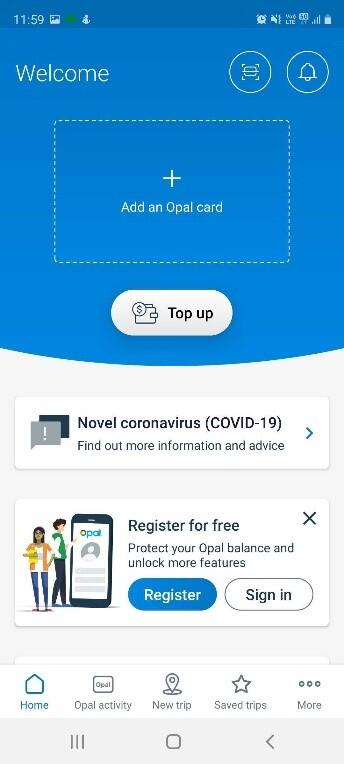 11:59
Welcome
Add an Opal card
Top up
Novel coronavirus (COVID-19)
Find out more information and advice
Register for free
Opal
Protect your Opal balance and
unlock more features
Register
Sign in
Opal
Home
Opal activity
New trip
Saved trips
More